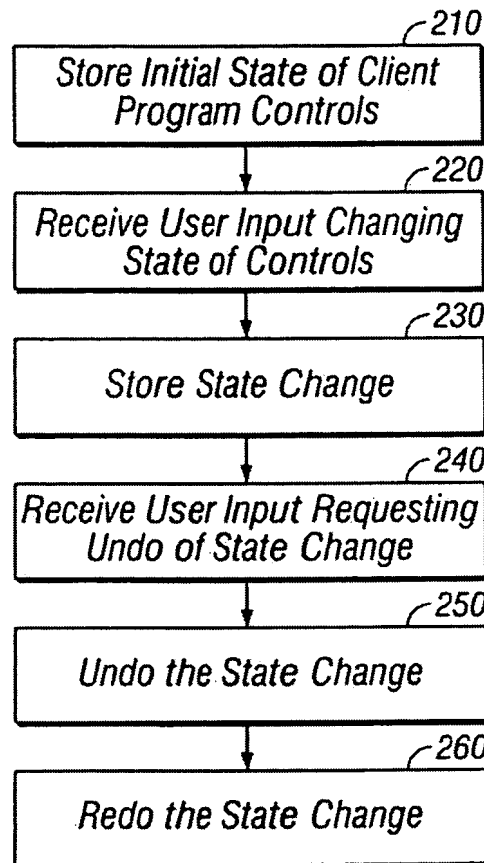 210
Store Initial State of Client
Program Controls
220
Receive User Input Changing
State of Controls
230
Store State Change
240
Receive User Input Requesting
Undo of State Change
250
Undo the State Change
260
Redo the State Change